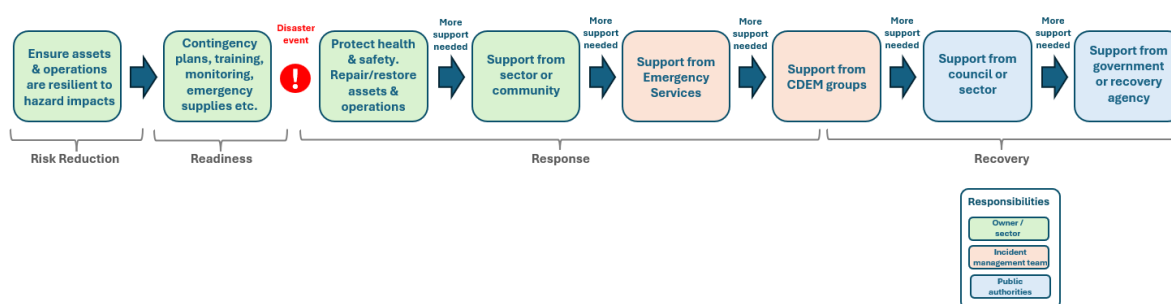 Disaster
event
More
support
needed
More
support
needed
More
support
needed
More
support
needed
More
support
needed
Ensure assets
& operations
are resilient to
hazard impacts
Contingency
plans, training,
monitoring,
emergency
supplies etc.
!
Protect health
& safety.
Repair/restore
assets &
operations
Support from
sector or
community
Support from
Emergency
Services
Support from
CDEM groups
Support from
council or
sector
Support from
government
or recovery
agency
Risk Reduction
Readiness
Response
Recovery
Responsibilities
Owner /
sector
Incident
management team
Public
authorities